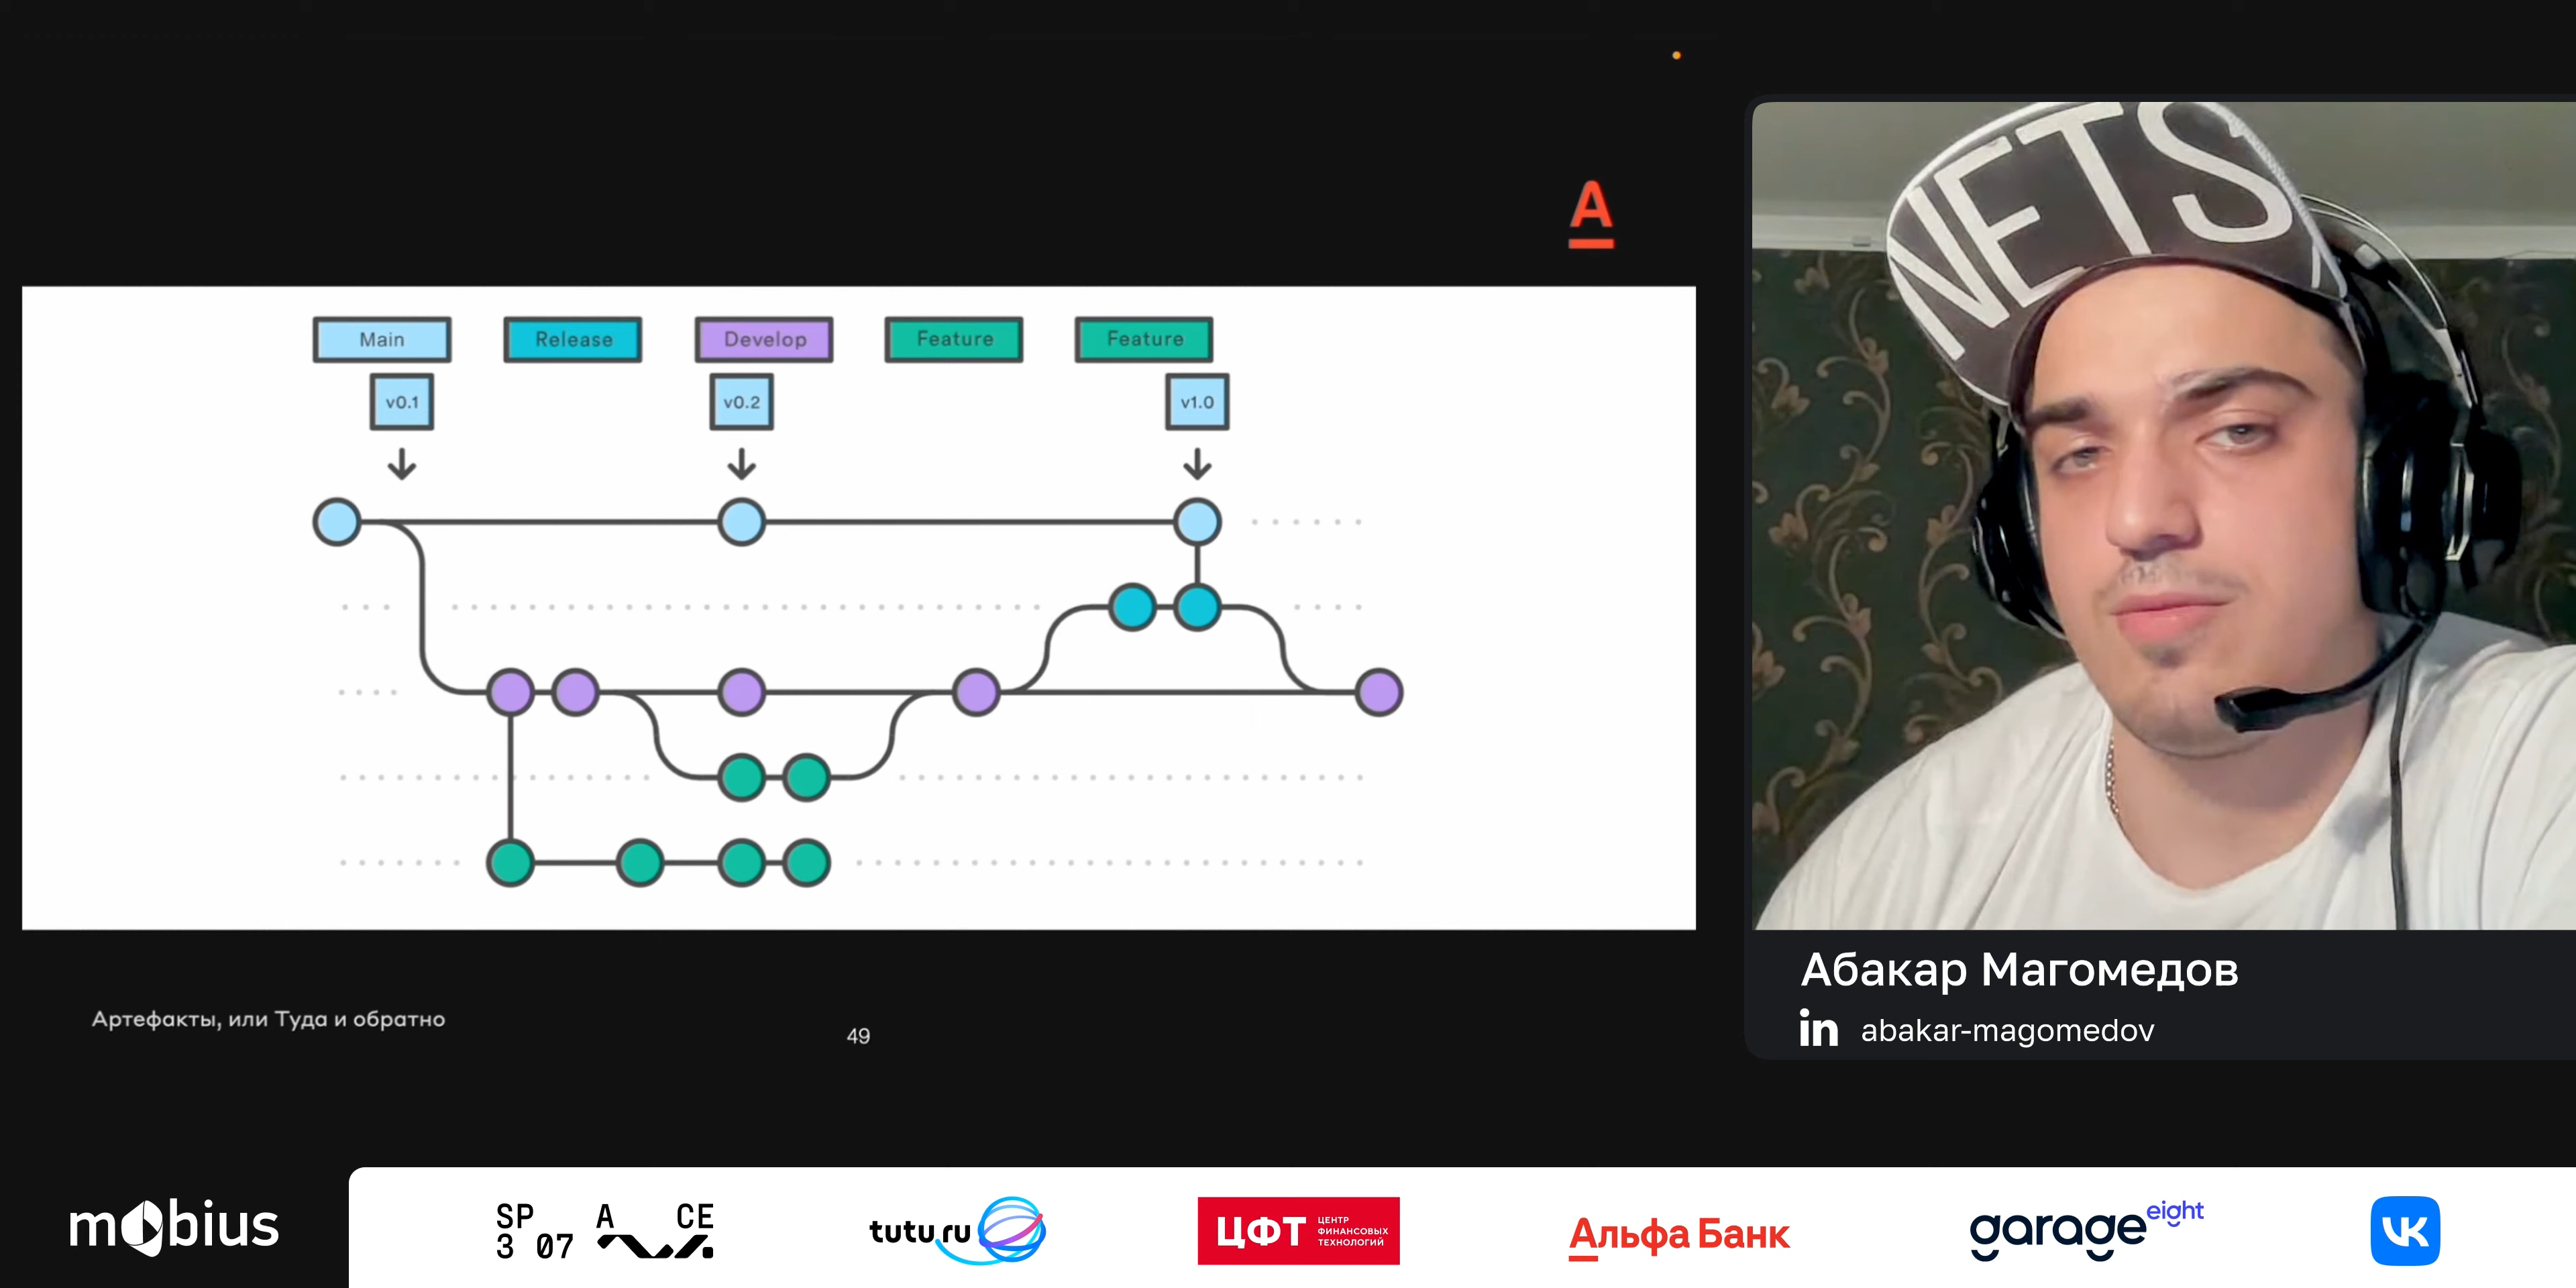 A
Main Release Develop Feature Feature
v0.1 v0.2 v1.0
NETS
Артефакты, или Туда и обратно
49
Абакар Магомедов
in abakar-magomedov
mobius
SP A CE
3 07
tutu.ru
ЦФТ ЦЕНТР
ФИНАНСОВЫХ
ТЕХНОЛОГИЙ
Альфа Банк
garage eight
VK